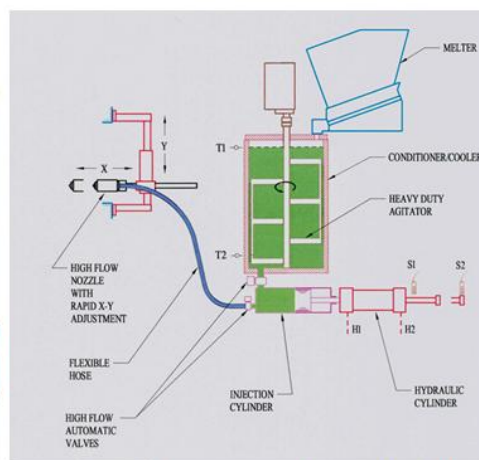 MELTER
X
Y
T1
CONDITIONER/COOLER
HEAVY DUTY
AGITATOR
T2
HIGH FLOW
NOZZLE
WITH
RAPID X-Y
ADJUSTMENT
S1
S2
H1
H2
FLEXIBLE
HOSE
INJECTION
CYLINDER
HYDRAULIC
CYLINDER
HIGH FLOW
AUTOMATIC
VALVES